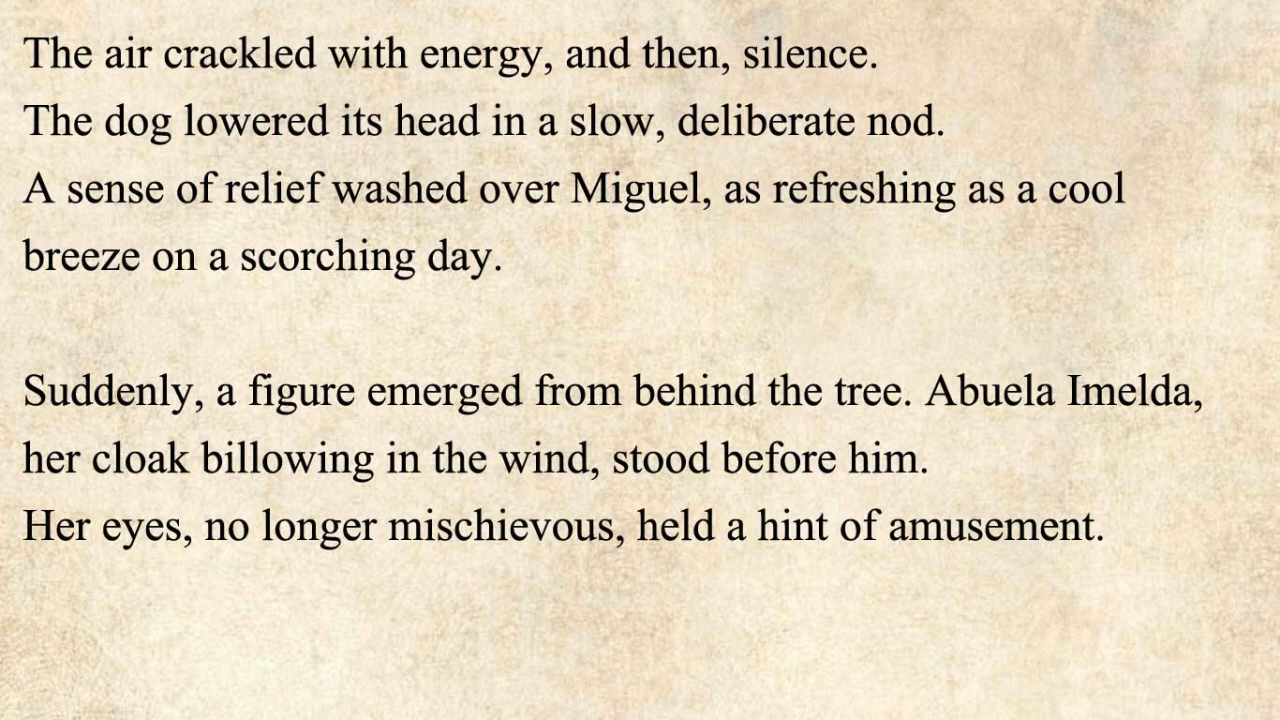 The air crackled with energy, and then, silence.
The dog lowered its head in a slow, deliberate nod.
A sense of relief washed over Miguel, as refreshing as a cool
breeze on a scorching day.
Suddenly, a figure emerged from behind the tree. Abuela Imelda,
her cloak billowing in the wind, stood before him.
Her eyes, no longer mischievous, held a hint of amusement.